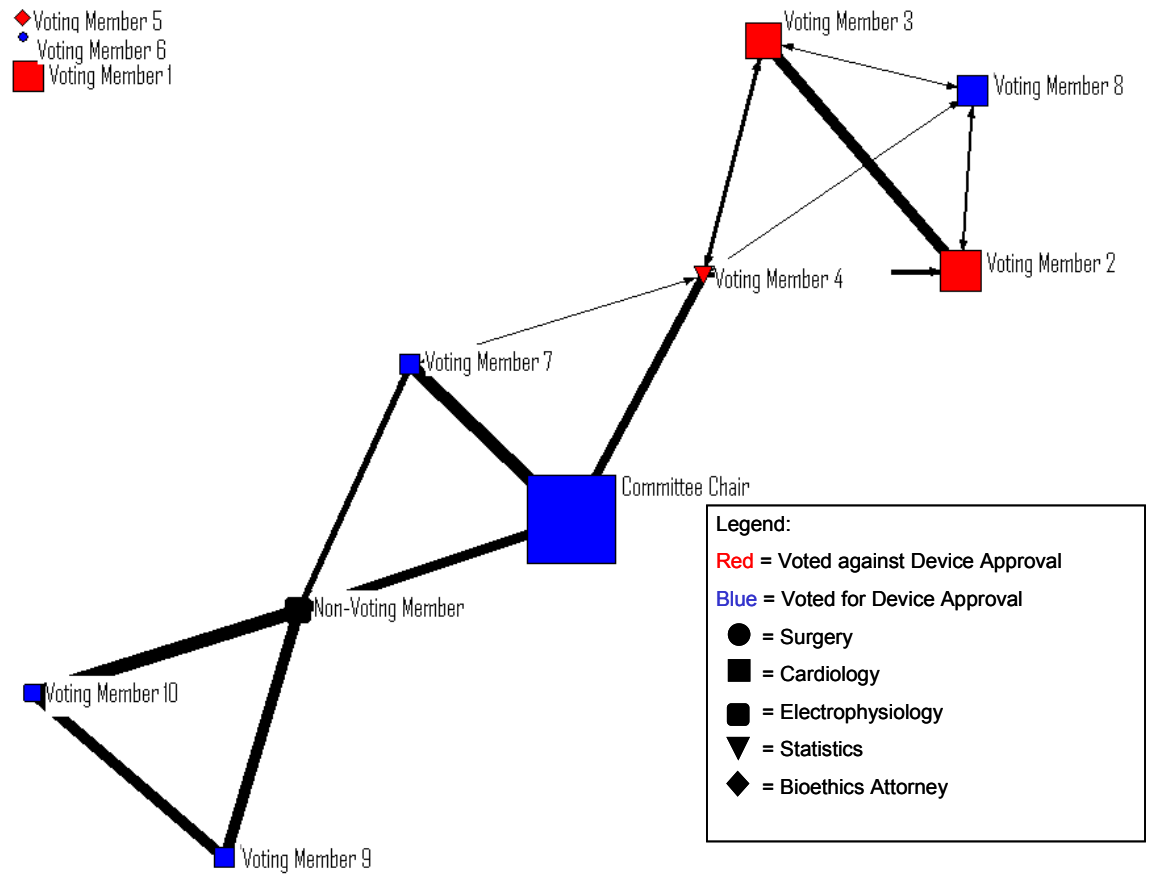 Voting Member 5
Voting Member 6
Voting Member 1
Voting Member 3
Voting Member 8
Voting Member 2
Voting Member 4
Voting Member 7
Committee Chair
Non-Voting Member
Voting Member 10
Voting Member 9
Legend:
Red = Voted against Device Approval
Blue = Voted for Device Approval
= Surgery
= Cardiology
= Electrophysiology
= Statistics
= Bioethics Attorney